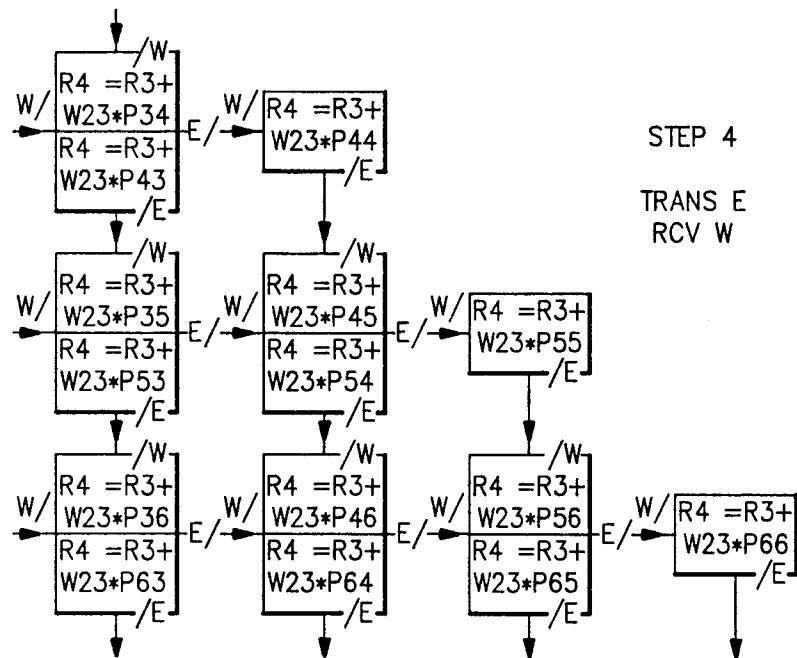 /W
R4 =R3+
W23*P34
W/
E/
R4 =R3+
W23*P43
/E
W/
R4 =R3+
W23*P44
/E
STEP 4
TRANS E
RCV W
/W
R4 =R3+
W23*P35
W/
E/
R4 =R3+
W23*P53
/E
/W
R4 =R3+
W23*P45
W/
E/
R4 =R3+
W23*P54
/E
W/
R4 =R3+
W23*P55
/E
/W
R4 =R3+
W23*P36
W/
E/
R4 =R3+
W23*P63
/E
/W
R4 =R3+
W23*P46
W/
E/
R4 =R3+
W23*P64
/E
/W
R4 =R3+
W23*P56
W/
E/
R4 =R3+
W23*P65
/E
W/
R4 =R3+
W23*P66
/E